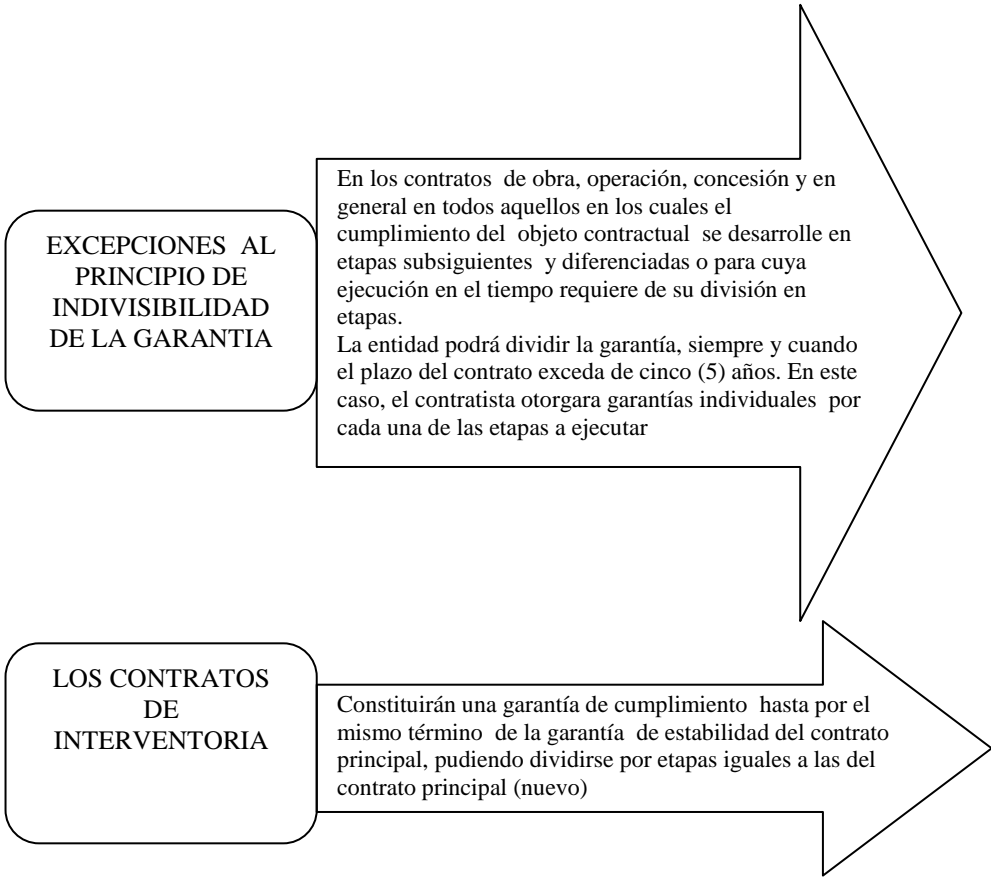 EXCEPCIONES AL
PRINCIPIO DE
INDIVISIBILIDAD
DE LA GARANTIA
En los contratos de obra, operación, concesión y en
general en todos aquellos en los cuales el
cumplimiento del objeto contractual se desarrolle en
etapas subsiguientes y diferenciadas o para cuya
ejecución en el tiempo requiere de su división en
etapas.
La entidad podrá dividir la garantía, siempre y cuando
el plazo del contrato exceda de cinco (5) años. En este
caso, el contratista otorgara garantías individuales por
cada una de las etapas a ejecutar
LOS CONTRATOS
DE
INTERVENTORIA
Constituirán una garantía de cumplimiento hasta por el
mismo término de la garantía de estabilidad del contrato
principal, pudiendo dividirse por etapas iguales a las del
contrato principal (nuevo)